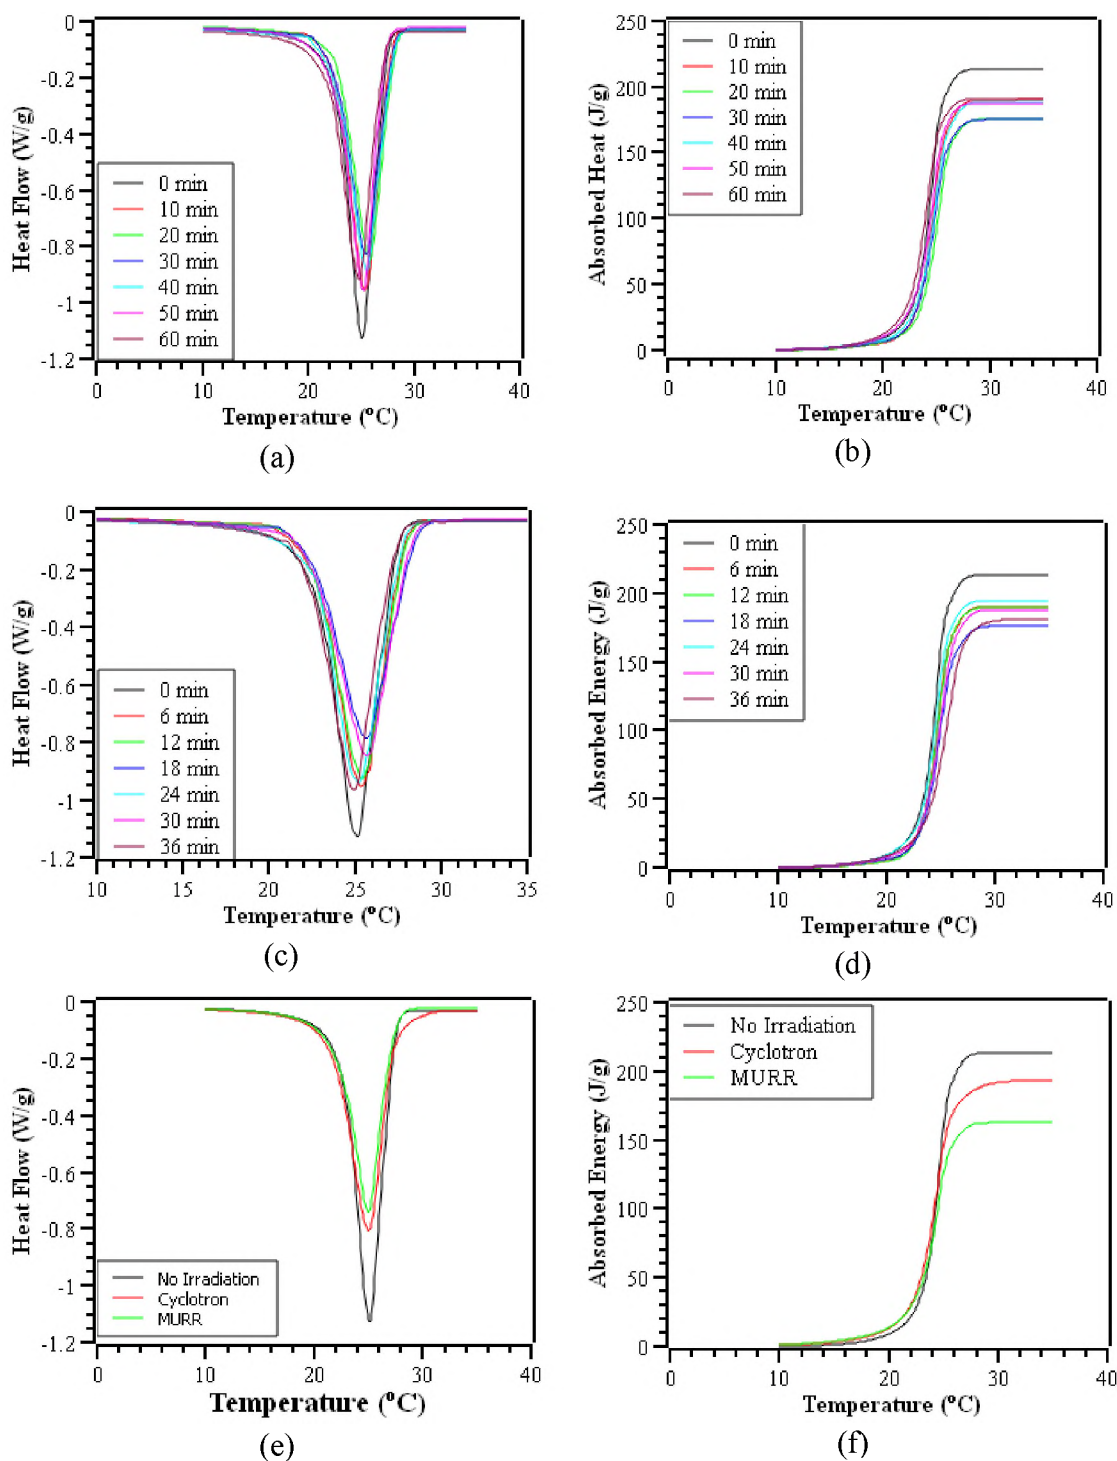 Heat Flow (W/g)
0
-0.2
-0.4
-0.6
-0.8
-1
-1.2
0 min
10 min
20 min
30 min
40 min
50 min
60 min
0 10 20 30 40
Temperature (°C)
(a)
Absorbed Heat (J/g)
250
200
150
100
50
0
0 min
10 min
20 min
30 min
40 min
50 min
60 min
0 10 20 30 40
Temperature (°C)
(b)
Heat Flow (W/g)
0
-0.2
-0.4
-0.6
-0.8
-1
-1.2
0 min
6 min
12 min
18 min
24 min
30 min
36 min
10 15 20 25 30 35
Temperature (°C)
(c)
Absorbed Energy (J/g)
250
200
150
100
50
0
0 min
6 min
12 min
18 min
24 min
30 min
36 min
0 10 20 30 40
Temperature (°C)
(d)
Heat Flow (W/g)
0
-0.2
-0.4
-0.6
-0.8
-1
-1.2
No Irradiation
Cyclotron
MURR
0 10 20 30 40
Temperature (°C)
(e)
Absorbed Energy (J/g)
250
200
150
100
50
0
No Irradiation
Cyclotron
MURR
0 10 20 30 40
Temperature (°C)
(f)